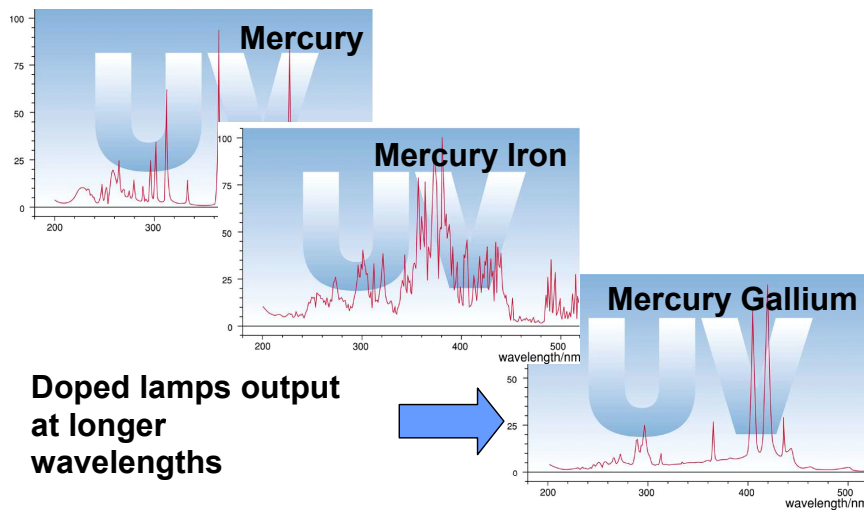 Mercury
UV
100
75
50
25
0
200
300
Mercury Iron
UV
100
75
50
25
0
200
300
400
500
wavelength/nm
Mercury Gallium
UV
50
25
0
200
300
400
500
wavelength/nm
Doped lamps output
at longer
wavelengths